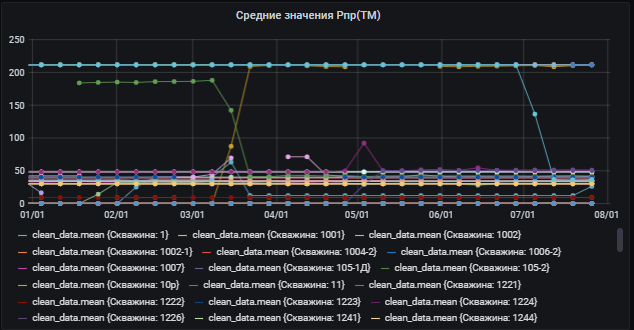 Средние значения Рпр(ТМ)
250
200
150
100
50
0
01/01 02/01 03/01 04/01 05/01 06/01 07/01 08/01
clean_data.mean {Скважина: 1} clean_data.mean {Скважина: 1001} clean_data.mean {Скважина: 1002}
clean_data.mean {Скважина: 1002-1} clean_data.mean {Скважина: 1004-2} clean_data.mean {Скважина: 1006-2}
clean_data.mean {Скважина: 1007} clean_data.mean {Скважина: 105-1Д} clean_data.mean {Скважина: 105-2}
clean_data.mean {Скважина: 10р} clean_data.mean {Скважина: 11} clean_data.mean {Скважина: 1221}
clean_data.mean {Скважина: 1222} clean_data.mean {Скважина: 1223} clean_data.mean {Скважина: 1224}
clean_data.mean {Скважина: 1226} clean_data.mean {Скважина: 1241} clean_data.mean {Скважина: 1244}